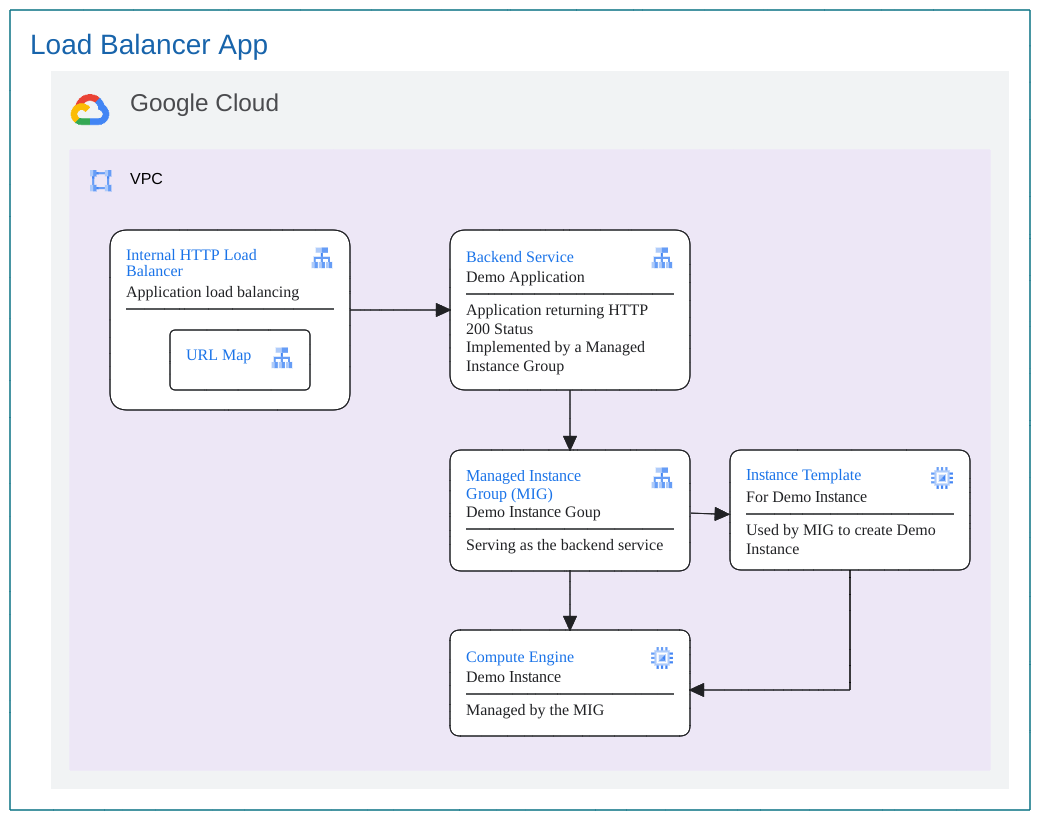 Load Balancer App
Google Cloud
VPC
Internal HTTP Load
Balancer
Application load balancing
URL Map
Backend Service
Demo Application
Application returning HTTP
200 Status
Implemented by a Managed
Instance Group
Managed Instance
Group (MIG)
Demo Instance Goup
Serving as the backend service
Instance Template
For Demo Instance
Used by MIG to create Demo
Instance
Compute Engine
Demo Instance
Managed by the MIG